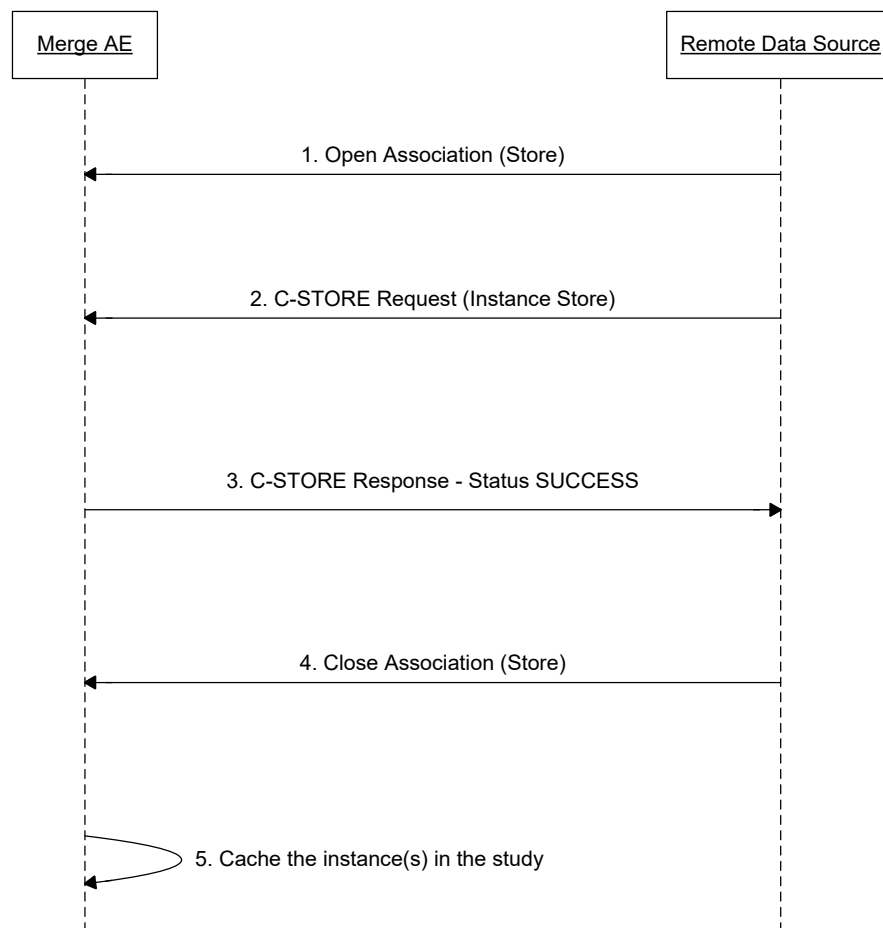 Merge AE
Remote Data Source
1. Open Association (Store)
2. C-STORE Request (Instance Store)
3. C-STORE Response - Status SUCCESS
4. Close Association (Store)
5. Cache the instance(s) in the study